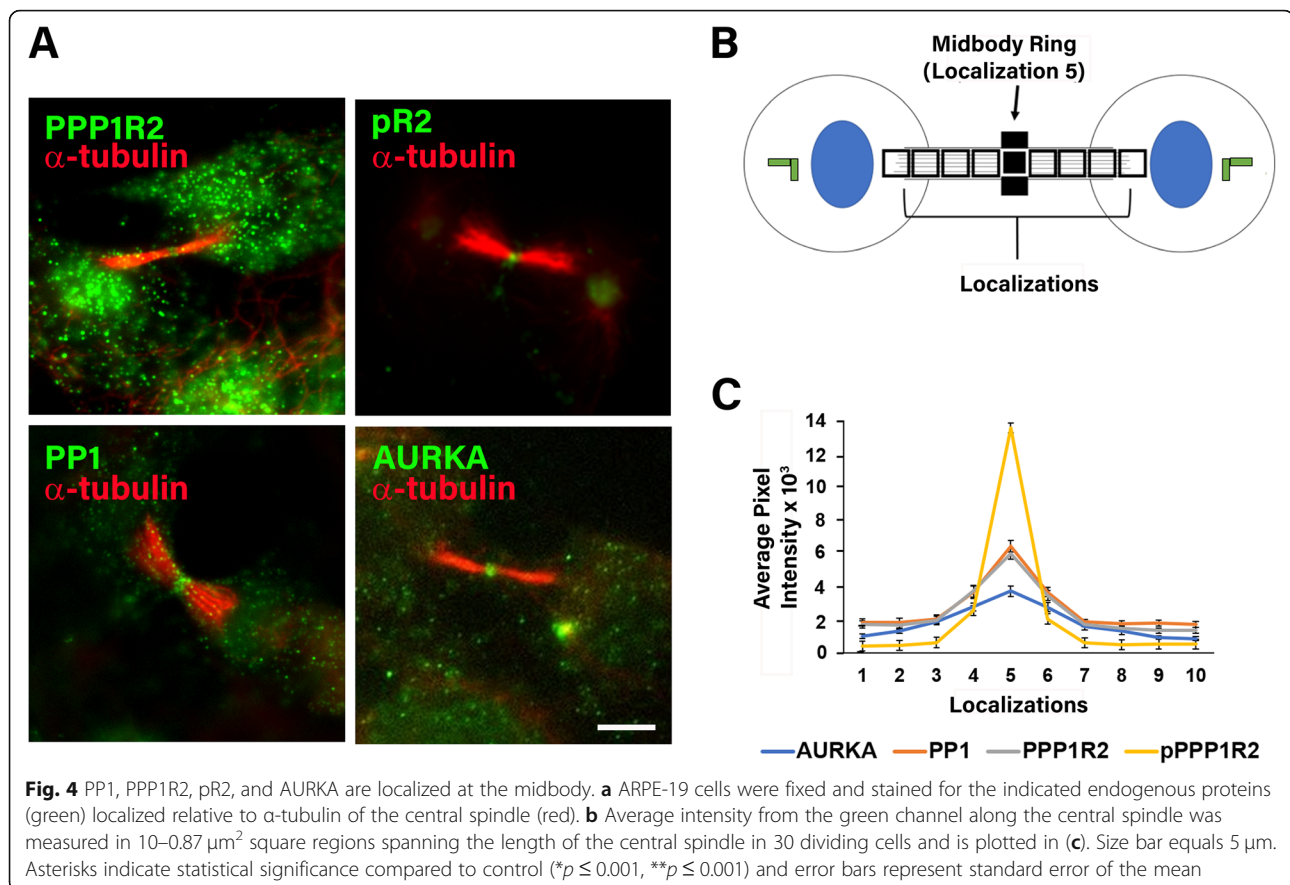 A
PPP1R2
α-tubulin
pR2
α-tubulin
PP1
α-tubulin
AURKA
α-tubulin
B
Midbody Ring
(Localization 5)
Localizations
C
Average Pixel
Intensity x 10³
14
12
10
8
6
4
2
0
1 2 3 4 5 6 7 8 9 10
Localizations
AURKA PP1 PPP1R2 pPPP1R2
Fig. 4 PP1, PPP1R2, pR2, and AURKA are localized at the midbody. a ARPE-19 cells were fixed and stained for the indicated endogenous proteins
(green) localized relative to α-tubulin of the central spindle (red). b Average intensity from the green channel along the central spindle was
measured in 10–0.87 μm² square regions spanning the length of the central spindle in 30 dividing cells and is plotted in (c). Size bar equals 5 μm.
Asterisks indicate statistical significance compared to control (*p ≤ 0.001, **p ≤ 0.001) and error bars represent standard error of the mean